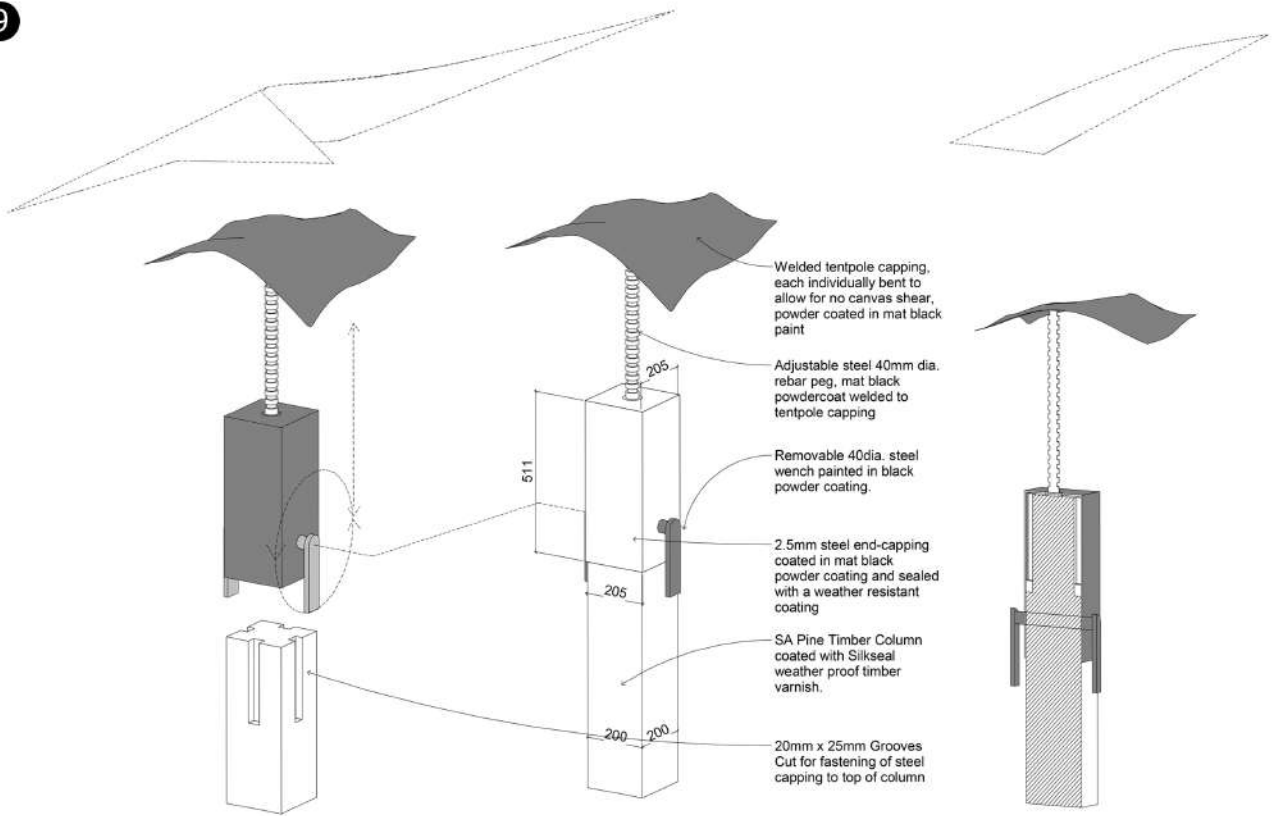 9
Welded tentpole capping,
each individually bent to
allow for no canvas shear,
powder coated in mat black
paint
205
Adjustable steel 40mm dia.
rebar peg, mat black
powdercoat welded to
tentpole capping
511
Removable 40dia. steel
wench painted in black
powder coating.
2.5mm steel end-capping
coated in mat black
powder coating and sealed
with a weather resistant
coating
205
SA Pine Timber Column
coated with Silkseal
weather proof timber
varnish.
200 200
20mm x 25mm Grooves
Cut for fastening of steel
capping to top of column